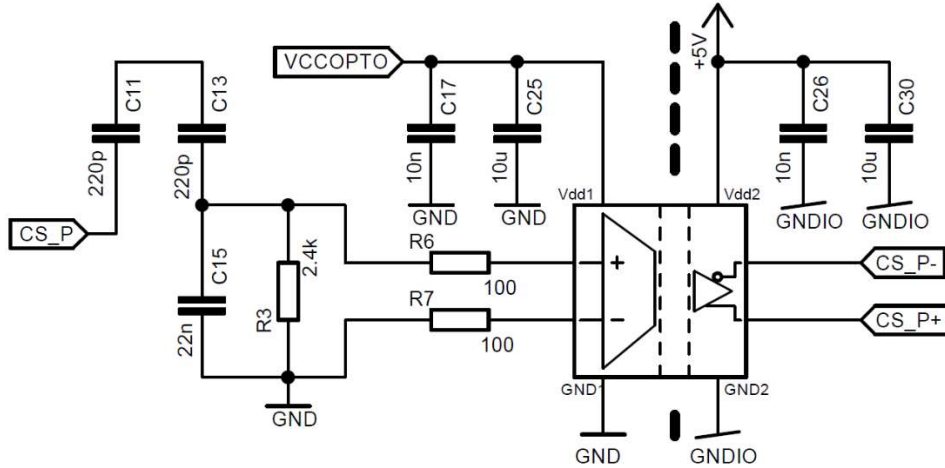 +5V
VCCOPTO
C11
C13
C17
C25
C26
C30
220p
220p
10n
10u
10n
10u
Vdd1
Vdd2
GND
GND
GNDIO
GNDIO
CS_P
R6
C15
2.4k
+
CS_P-
100
R7
R3
22n
−
CS_P+
100
GND1
GND2
GND
GND
GNDIO